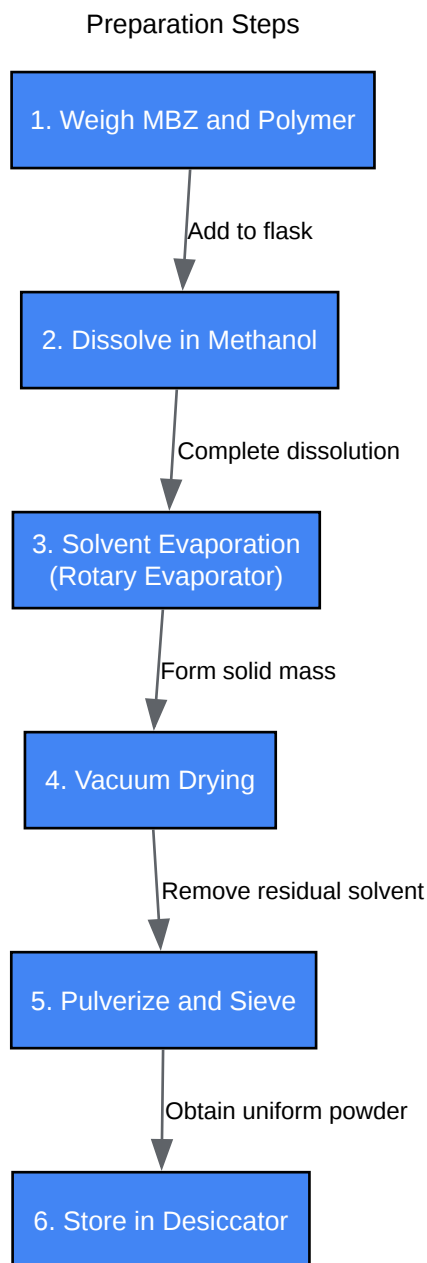 Preparation Steps
1. Weigh MBZ and Polymer
Add to flask
2. Dissolve in Methanol
Complete dissolution
3. Solvent Evaporation
(Rotary Evaporator)
Form solid mass
4. Vacuum Drying
Remove residual solvent
5. Pulverize and Sieve
Obtain uniform powder
6. Store in Desiccator